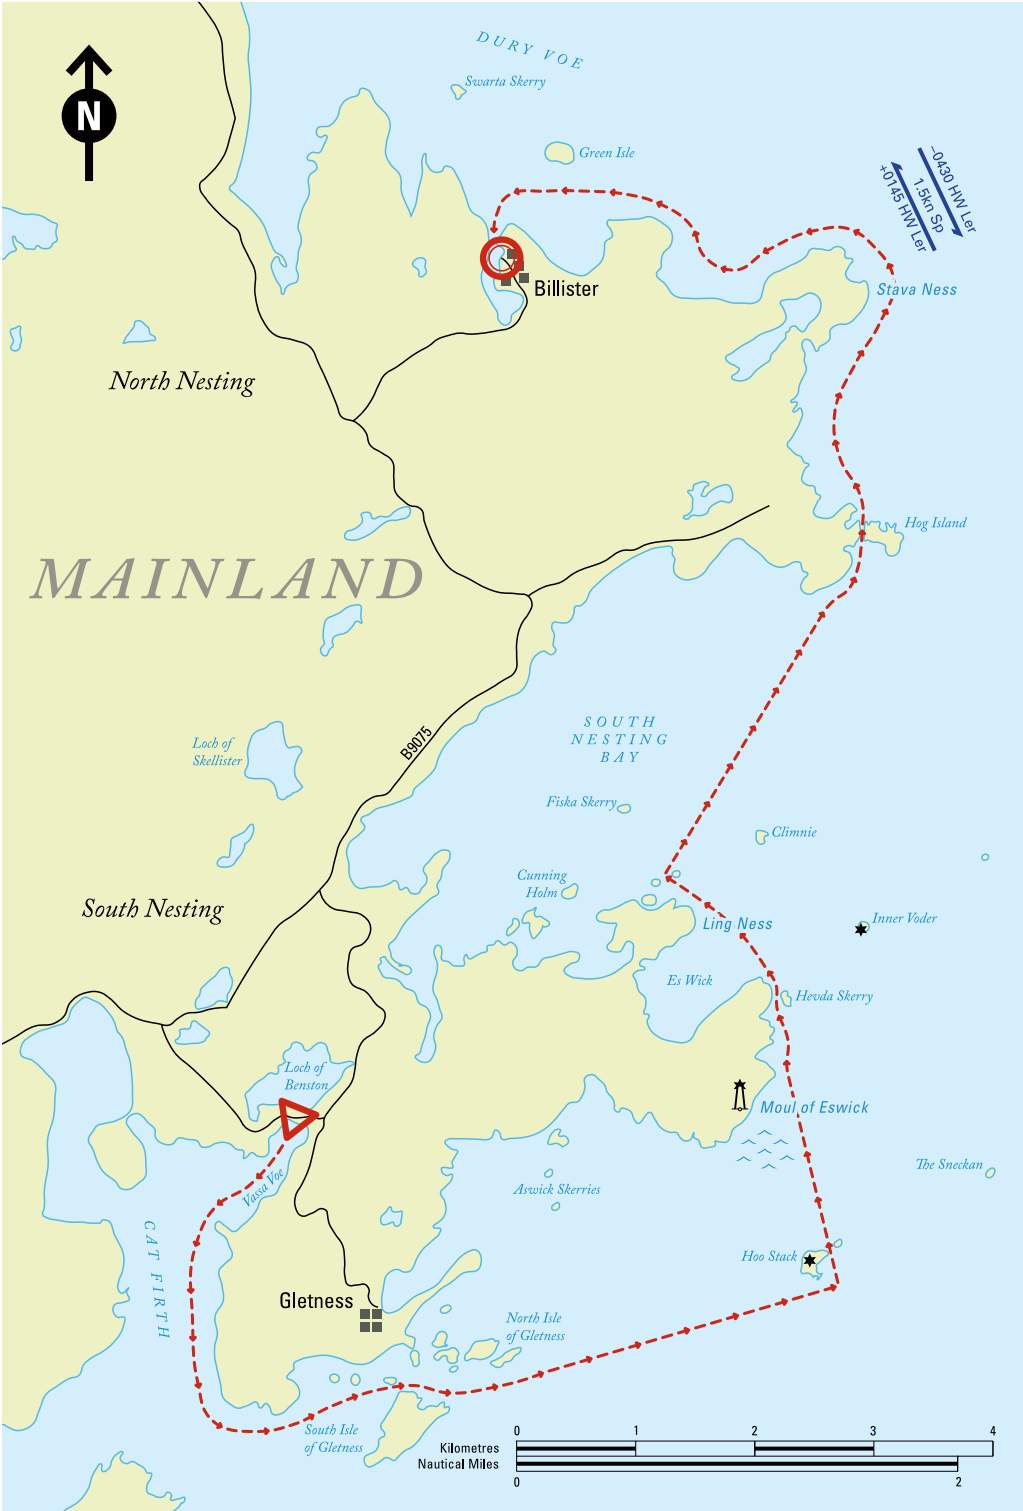 DURY VOE
Swarta Skerry
N
Green Isle
-0430 HW Ler
1.5kn Sp
+0145 HW Ler
Billister
Stava Ness
North Nesting
Hog Island
MAINLAND
SOUTH
NESTING
BAY
B9075
Loch of
Skellister
Fiska Skerry
Climnie
Cunning
Holm
South Nesting
Ling Ness
Inner Voder
Es Wick
Hevda Skerry
Loch of
Benston
Moul of Eswick
The Sneckan
Vassa Voe
Aswick Skerries
CAT FIRTH
Hoo Stack
Gletness
North Isle
of Gletness
South Isle
of Gletness
0 1 2 3 4
Kilometres
Nautical Miles
0 2